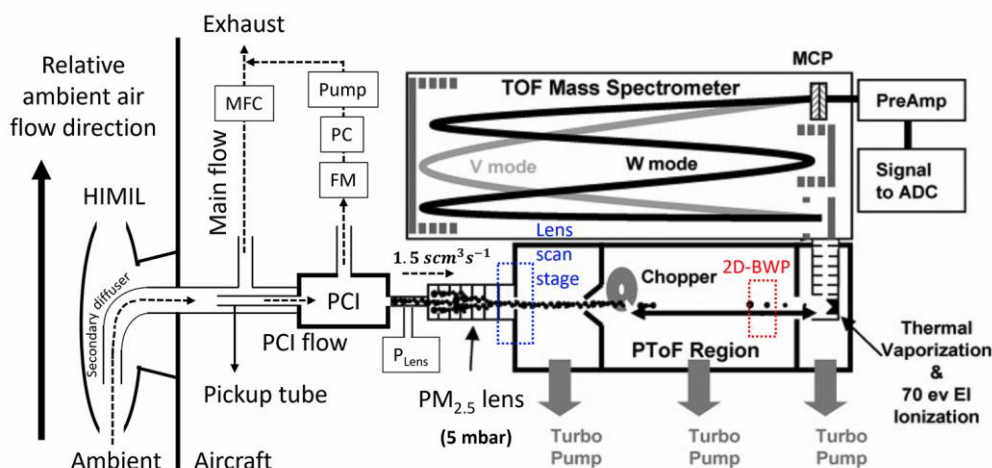 Exhaust
Relative
ambient air
flow direction
MFC
Pump
PC
FM
Main flow
HIMIL
Secondary diffuser
PCI
PCI flow
Pickup tube
Ambient
Aircraft
1.5 scm³s⁻¹
P_Lens
PM₂.₅ lens
(5 mbar)
Lens
scan
stage
MCP
TOF Mass Spectrometer
V mode
W mode
PreAmp
Signal
to ADC
Chopper
2D-BWP
PToF Region
Thermal
Vaporization
&
70 ev EI
Ionization
Turbo
Pump
Turbo
Pump
Turbo
Pump